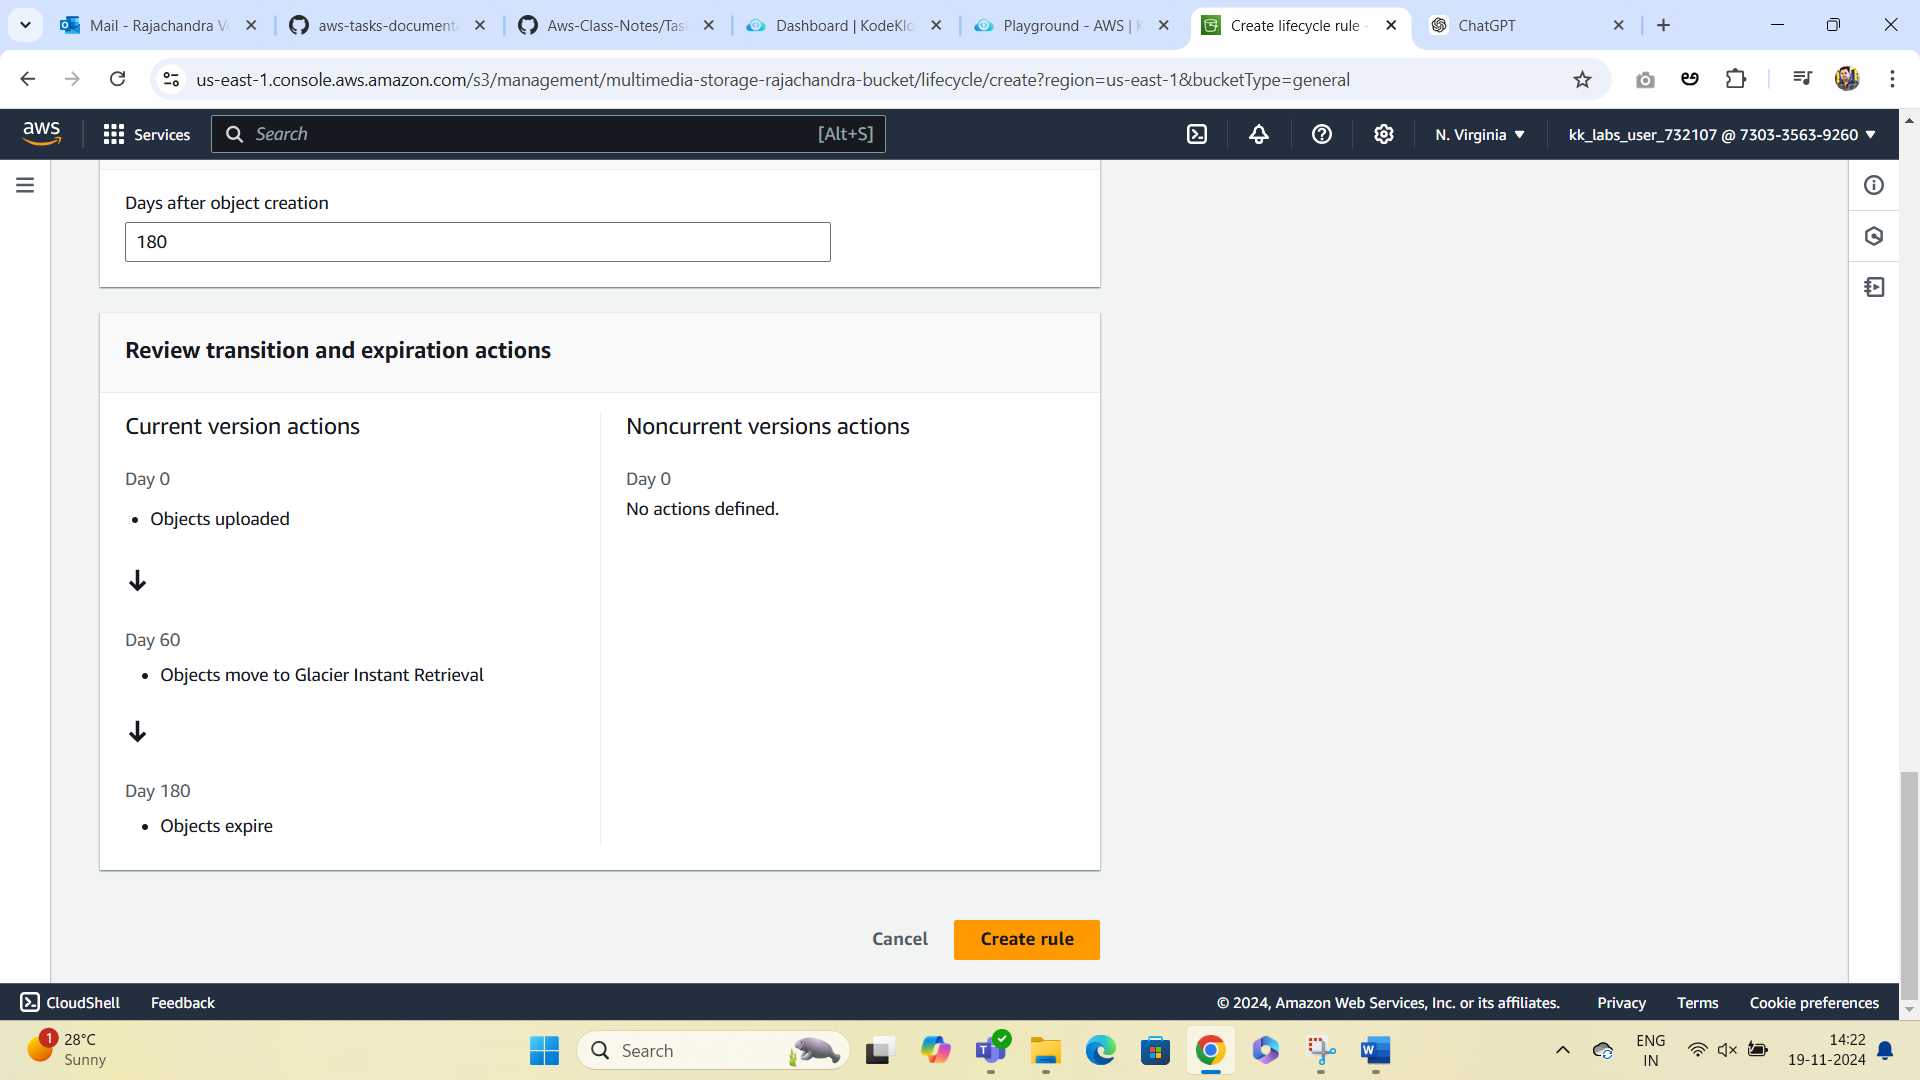 Mail - Rajachandra V
aws-tasks-document
Aws-Class-Notes/Tas
Dashboard | KodeKlo
Playground - AWS | K
Create lifecycle rule -
ChatGPT
us-east-1.console.aws.amazon.com/s3/management/multimedia-storage-rajachandra-bucket/lifecycle/create?region=us-east-1&bucketType=general
aws
Services
Search
[Alt+S]
N. Virginia
kk_labs_user_732107 @ 7303-3563-9260
Days after object creation
180
Review transition and expiration actions
Current version actions
Noncurrent versions actions
Day 0
Day 0
Objects uploaded
No actions defined.
Day 60
Objects move to Glacier Instant Retrieval
Day 180
Objects expire
Cancel
Create rule
CloudShell
Feedback
© 2024, Amazon Web Services, Inc. or its affiliates.
Privacy
Terms
Cookie preferences
1
28°C
Sunny
Search
ENG
IN
14:22
19-11-2024